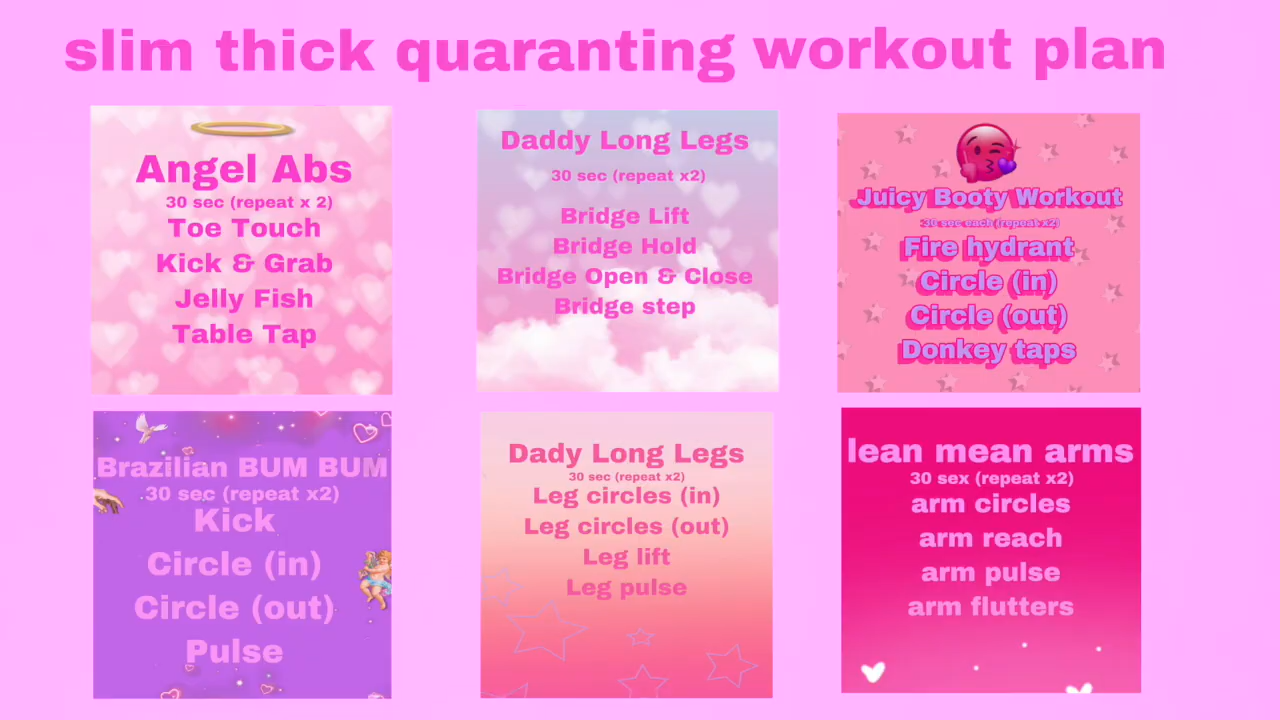 slim thick quaranting workout plan
Angel Abs
30 sec (repeat x 2)
Toe Touch
Kick & Grab
Jelly Fish
Table Tap
Daddy Long Legs
30 sec (repeat x2)
Bridge Lift
Bridge Hold
Bridge Open & Close
Bridge step
Juicy Booty Workout
30 sec each (repeat x2)
Fire hydrant
Circle (in)
Circle (out)
Donkey taps
Brazilian BUM BUM
30 sec (repeat x2)
Kick
Circle (in)
Circle (out)
Pulse
Dady Long Legs
30 sec (repeat x2)
Leg circles (in)
Leg circles (out)
Leg lift
Leg pulse
lean mean arms
30 sex (repeat x2)
arm circles
arm reach
arm pulse
arm flutters